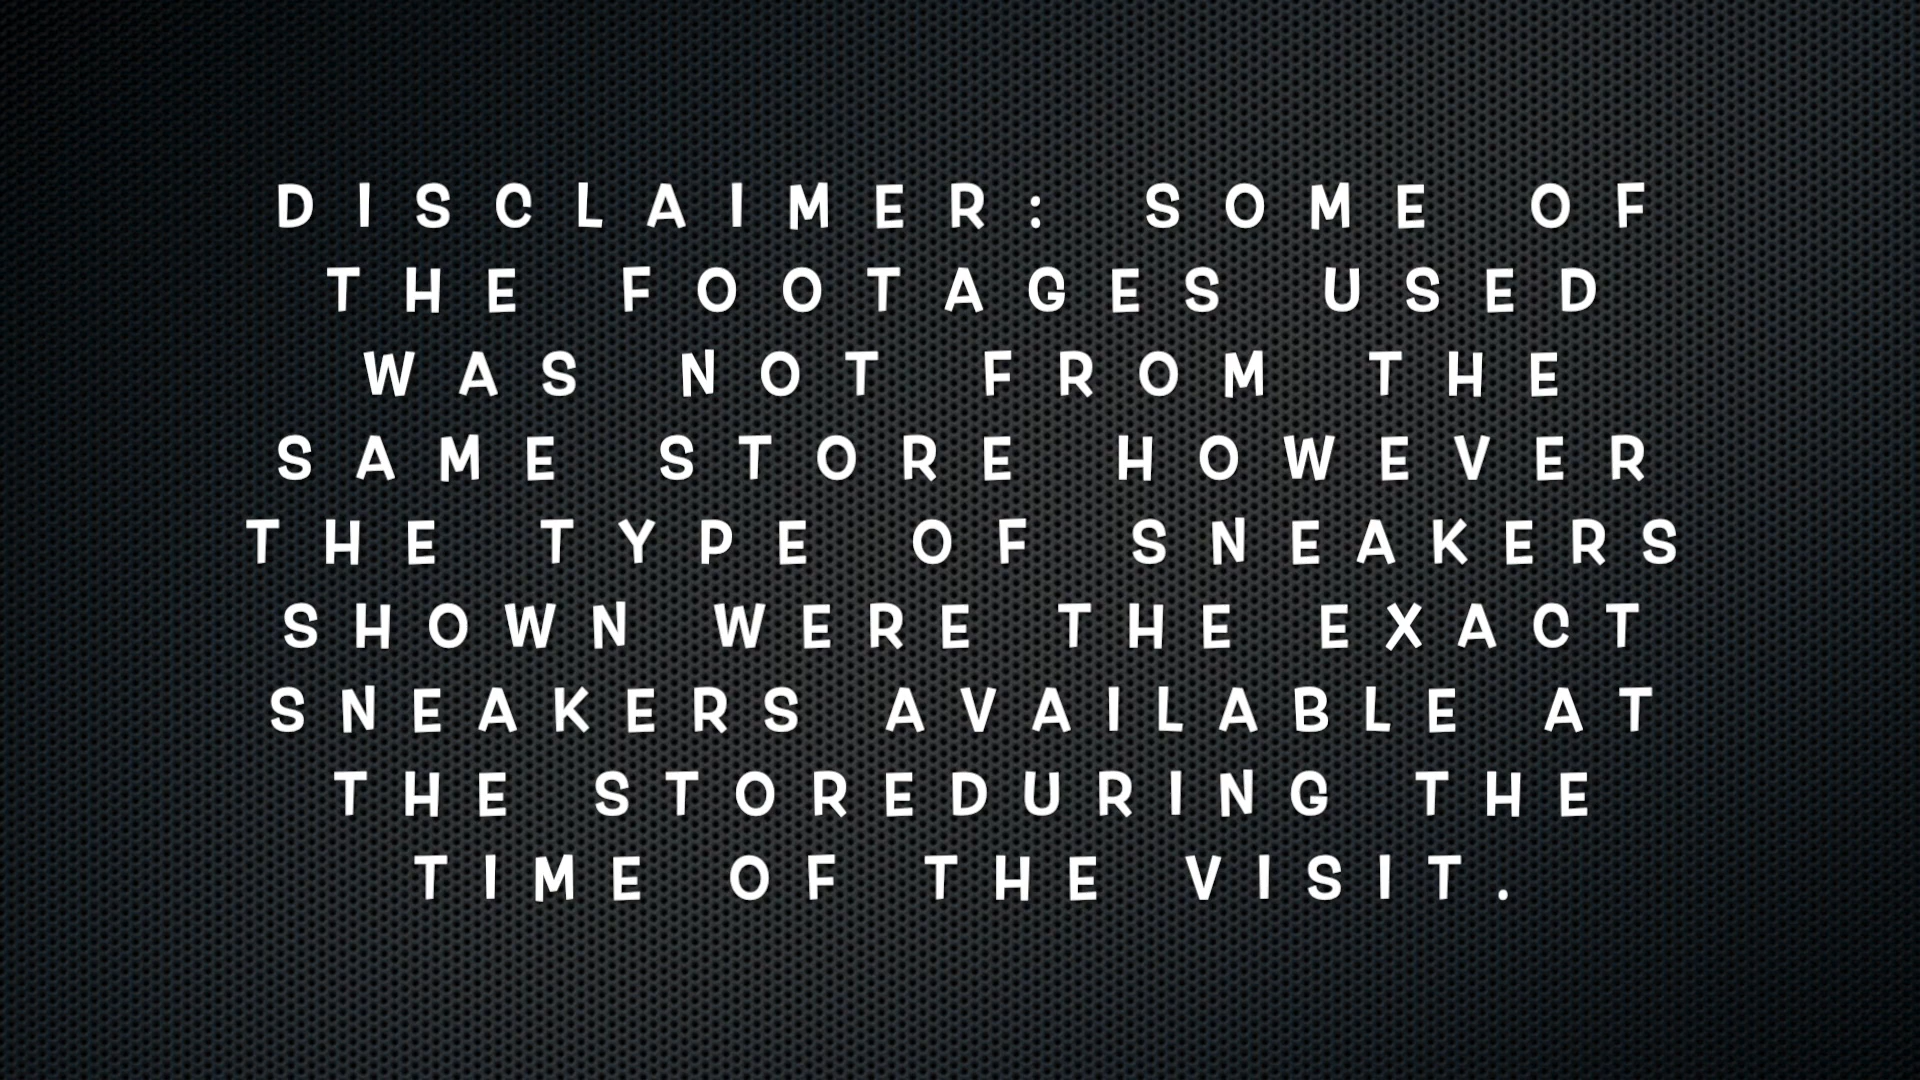 DISCLAIMER: SOME OF
THE FOOTAGES USED
WAS NOT FROM THE
SAME STORE HOWEVER
THE TYPE OF SNEAKERS
SHOWN WERE THE EXACT
SNEAKERS AVAILABLE AT
THE STOREDURING THE
TIME OF THE VISIT.